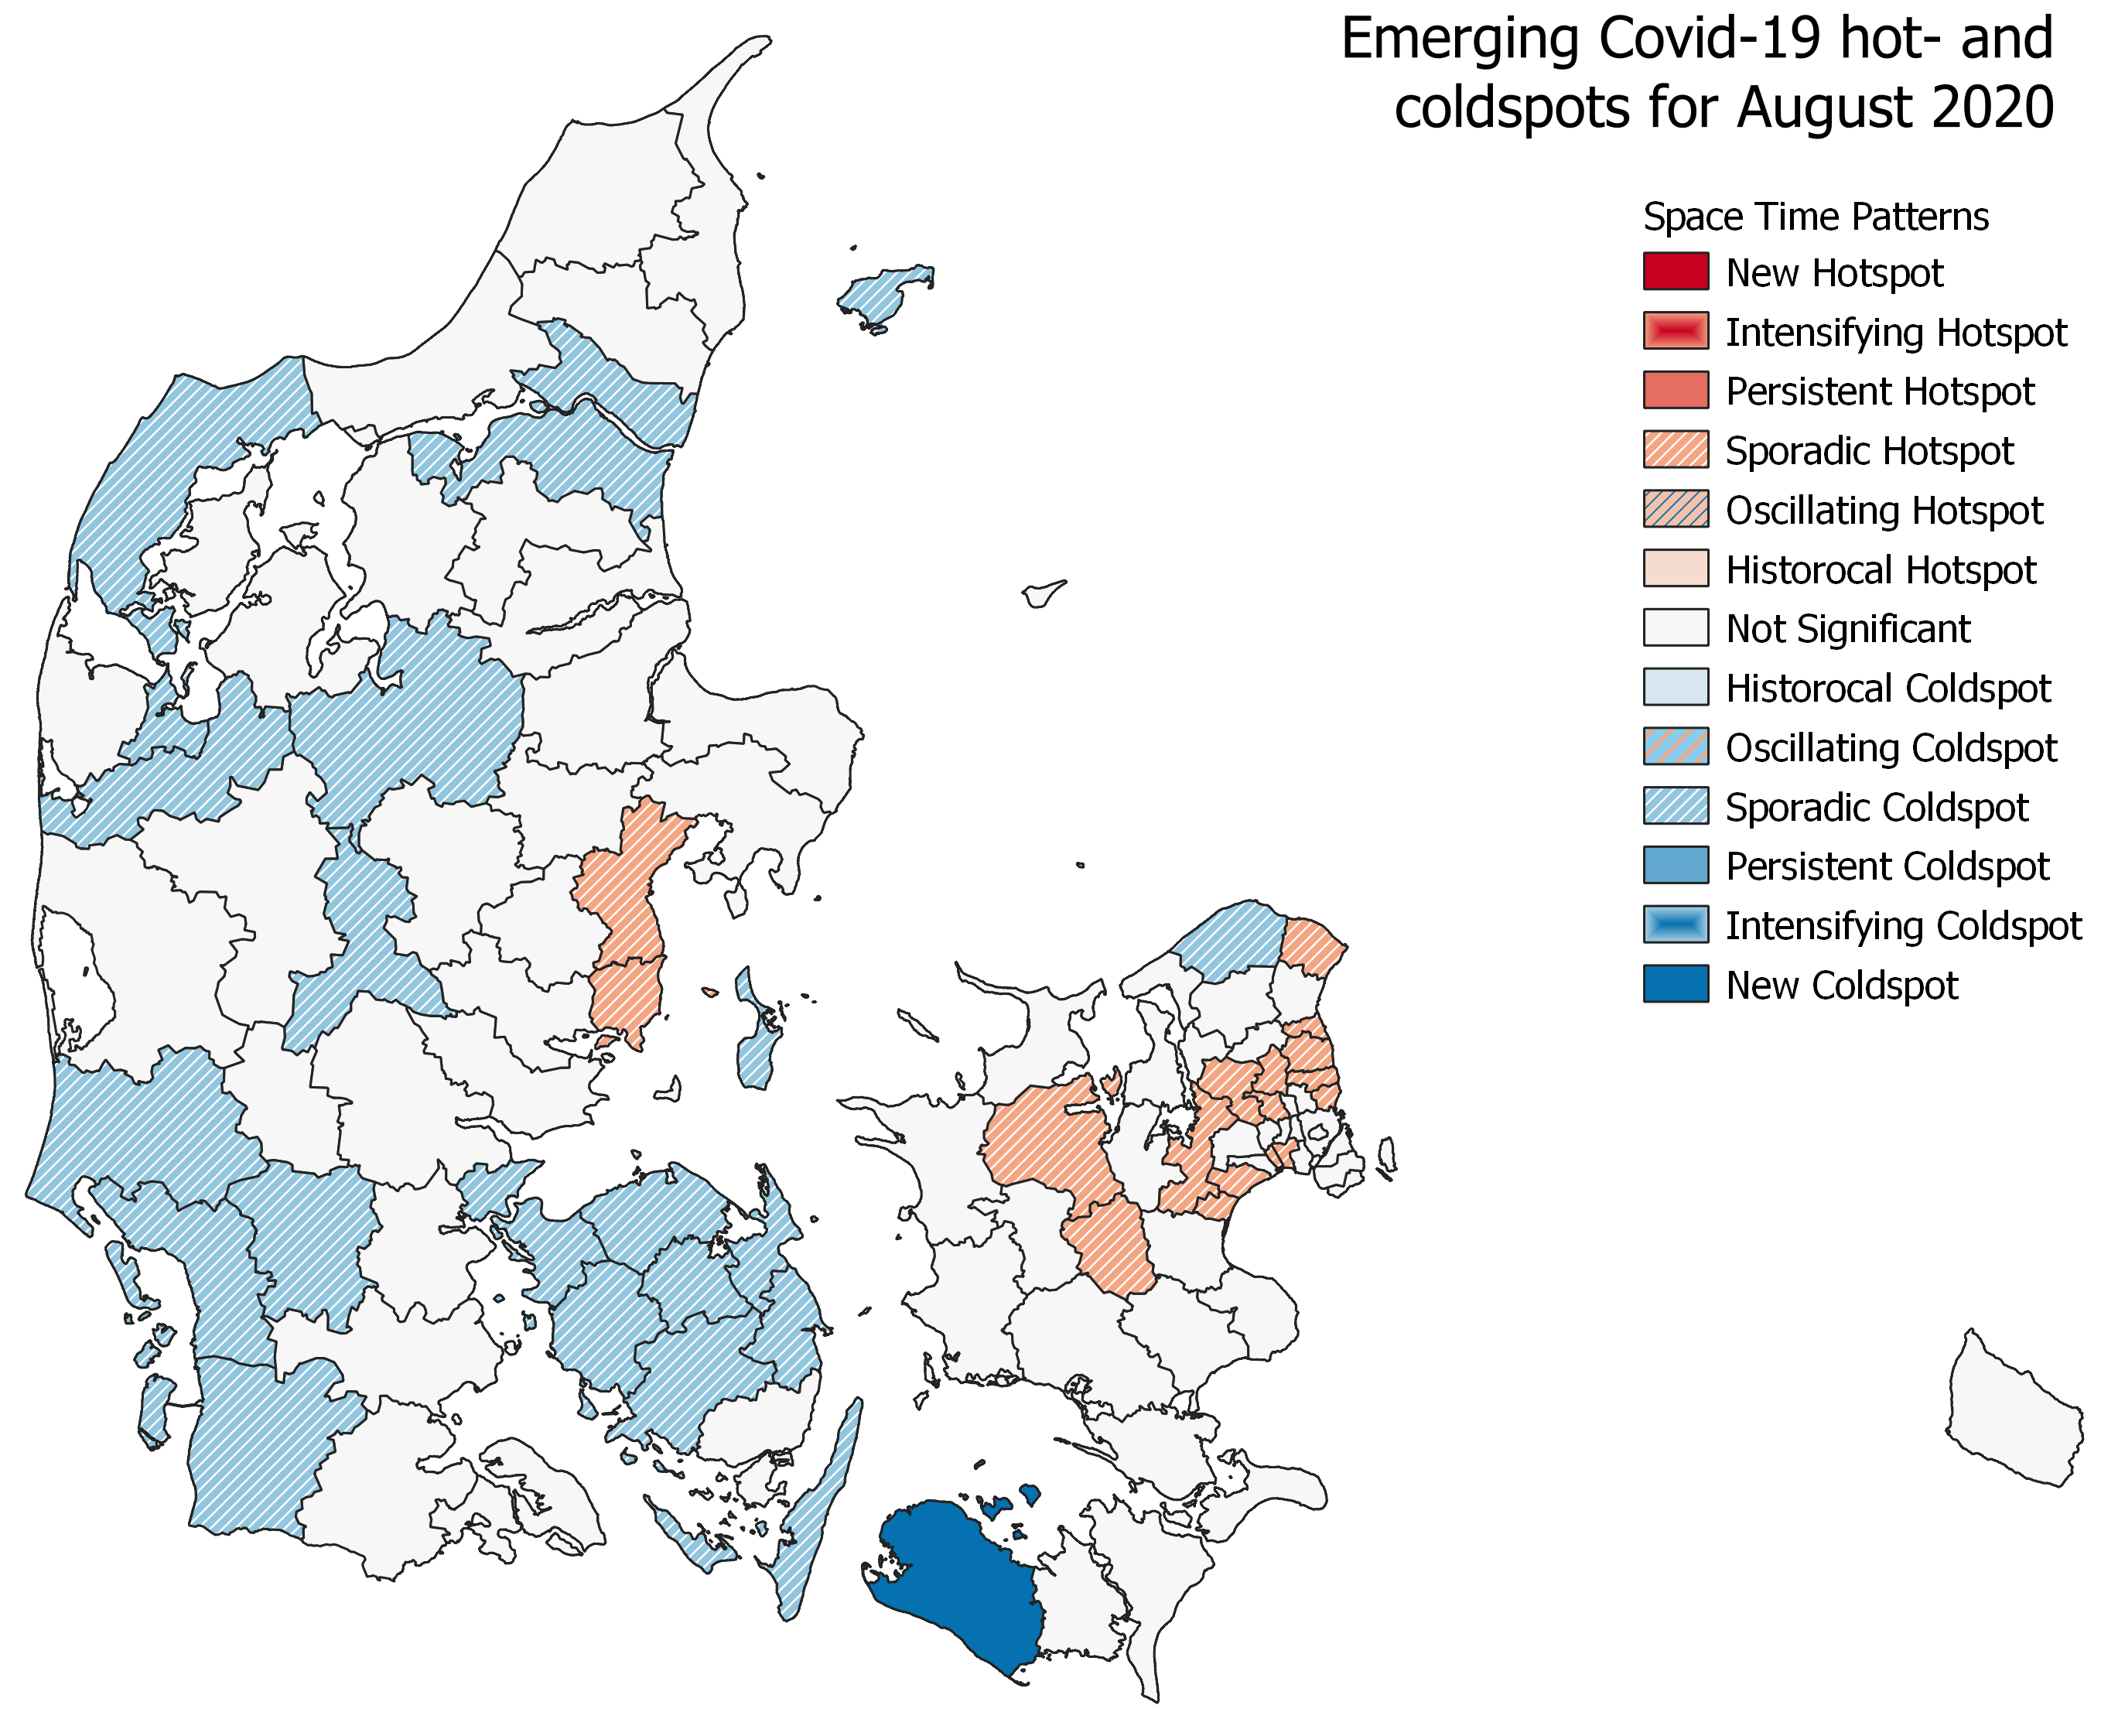 Emerging Covid-19 hot- and
coldspots for August 2020
Space Time Patterns
New Hotspot
Intensifying Hotspot
Persistent Hotspot
Sporadic Hotspot
Oscillating Hotspot
Historocal Hotspot
Not Significant
Historocal Coldspot
Oscillating Coldspot
Sporadic Coldspot
Persistent Coldspot
Intensifying Coldspot
New Coldspot